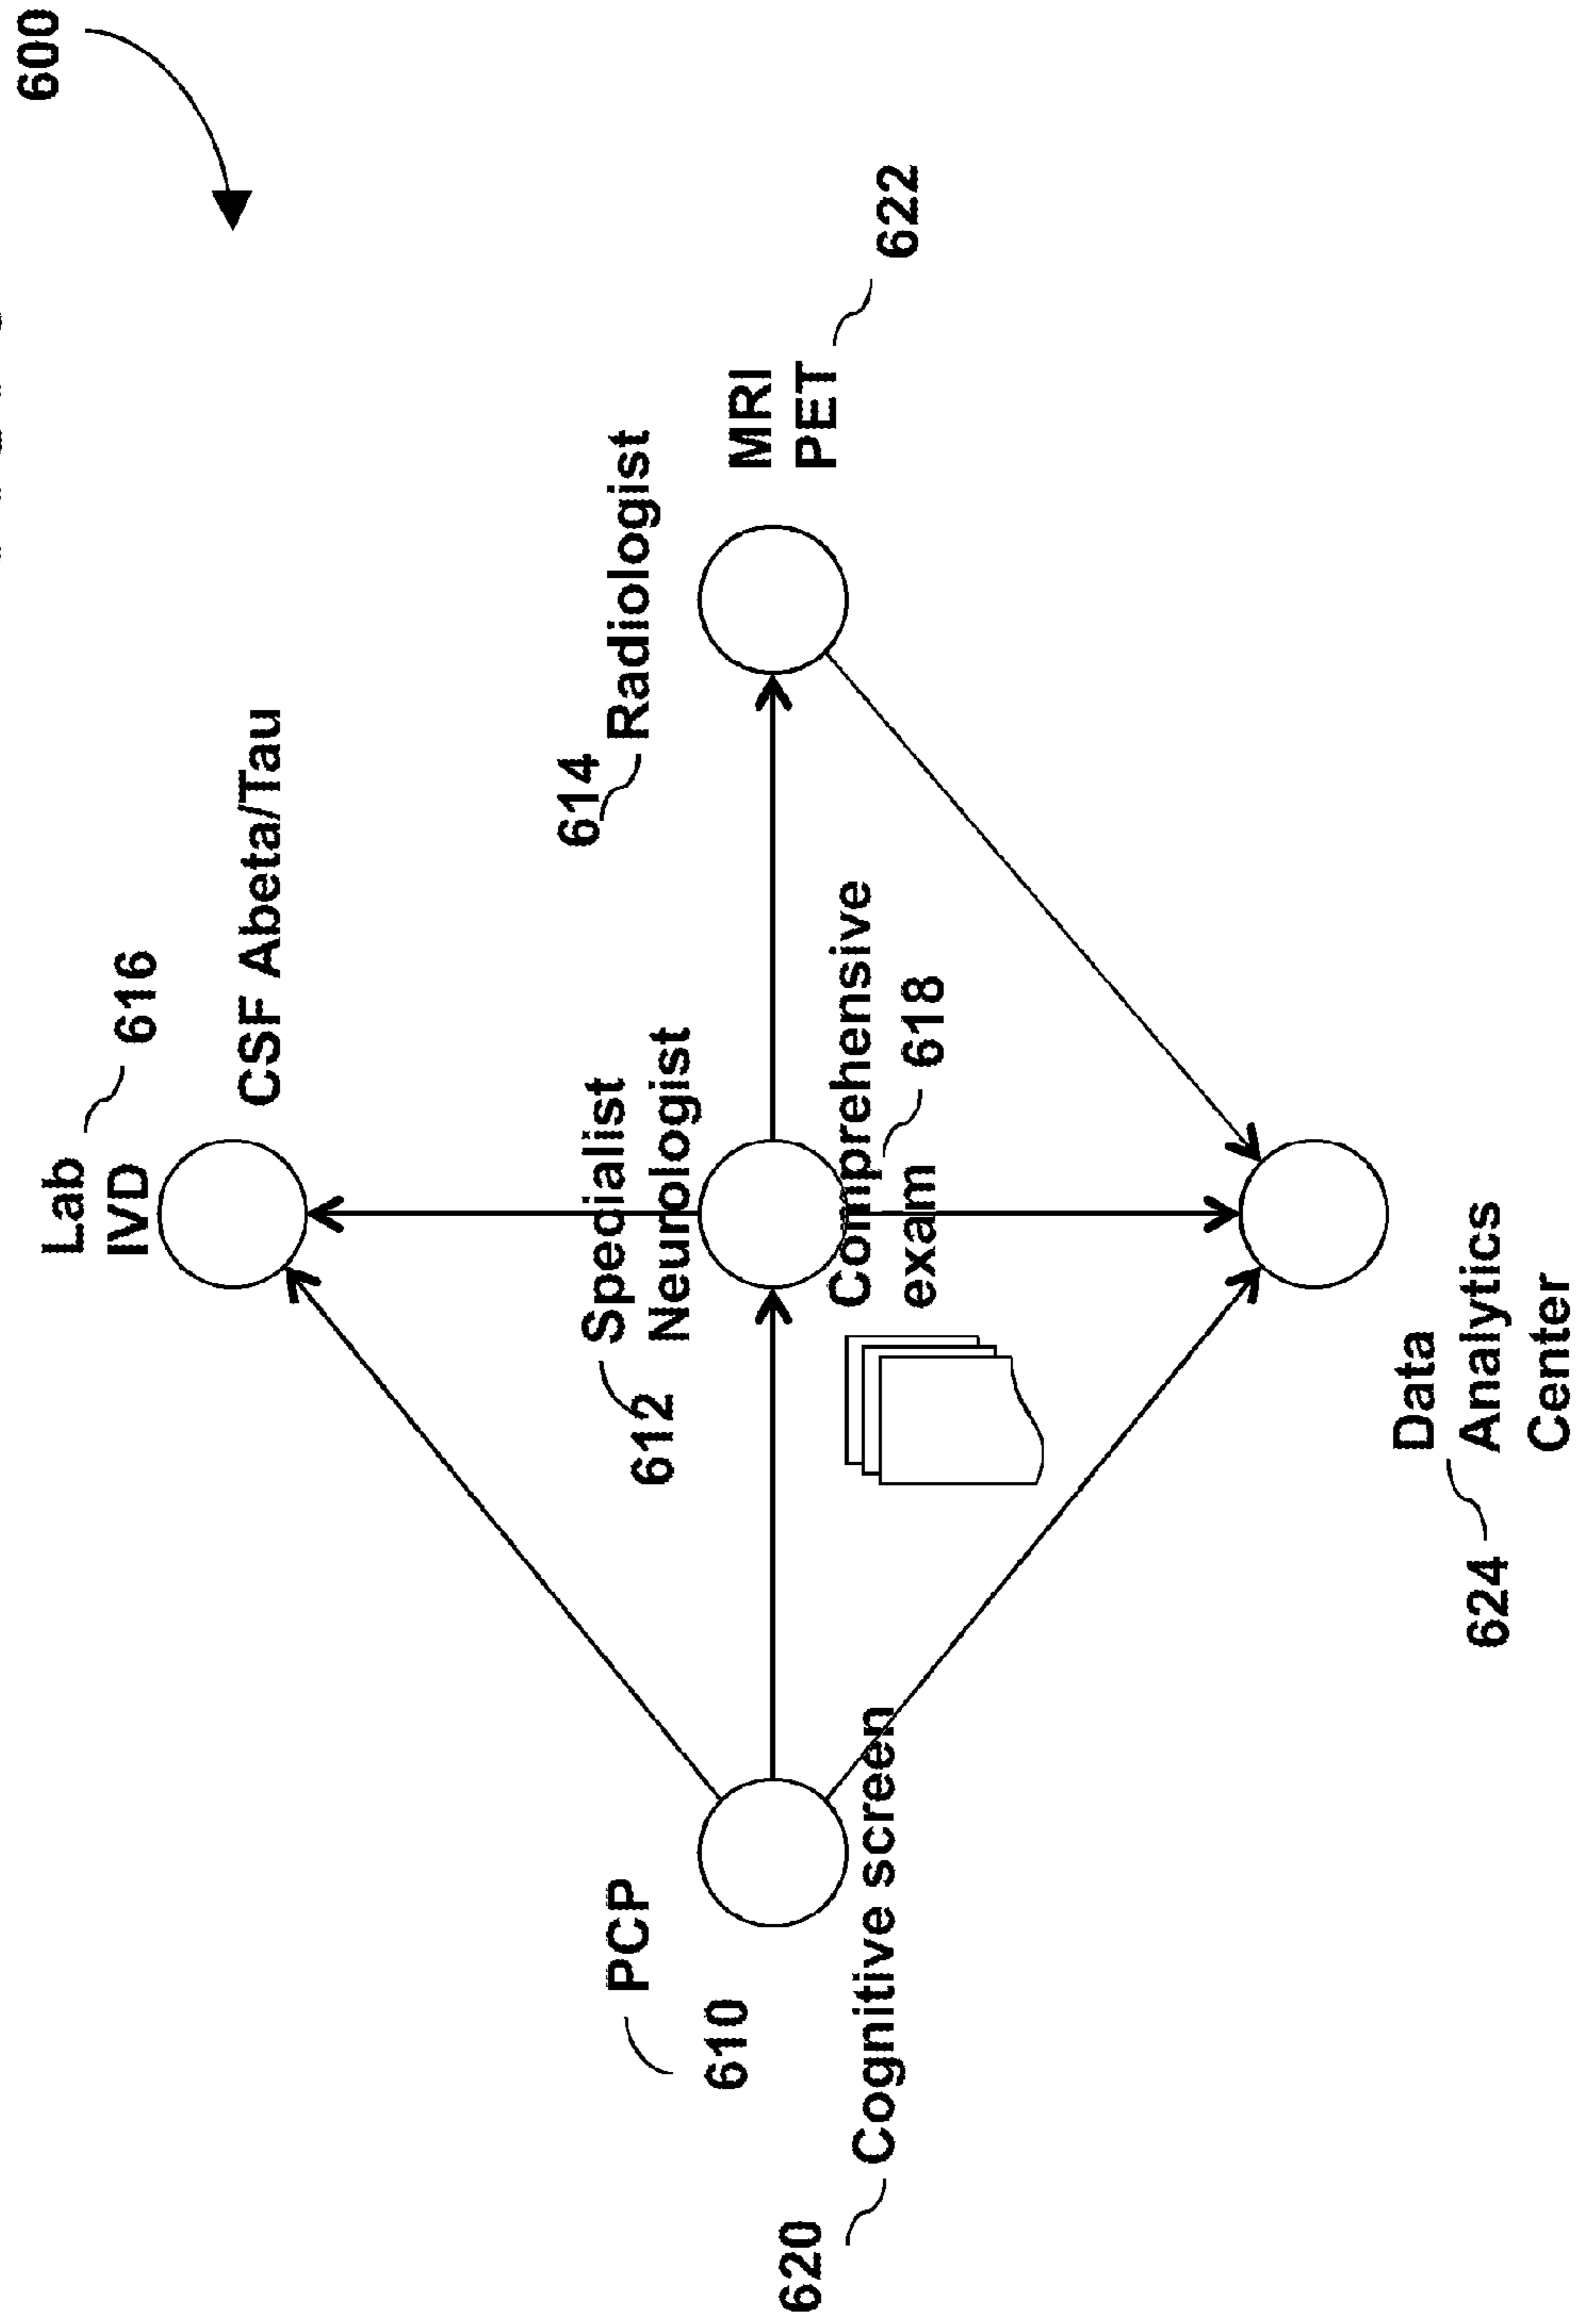 600
Lab
IVD
616
CSF Abeta/Tau
PCP
610
612
Specialist
Neurologist
614
Radiologist
620
Cognitive screen
Comprehensive
exam
618
MRI
PET
622
624
Data
Analytics
Center